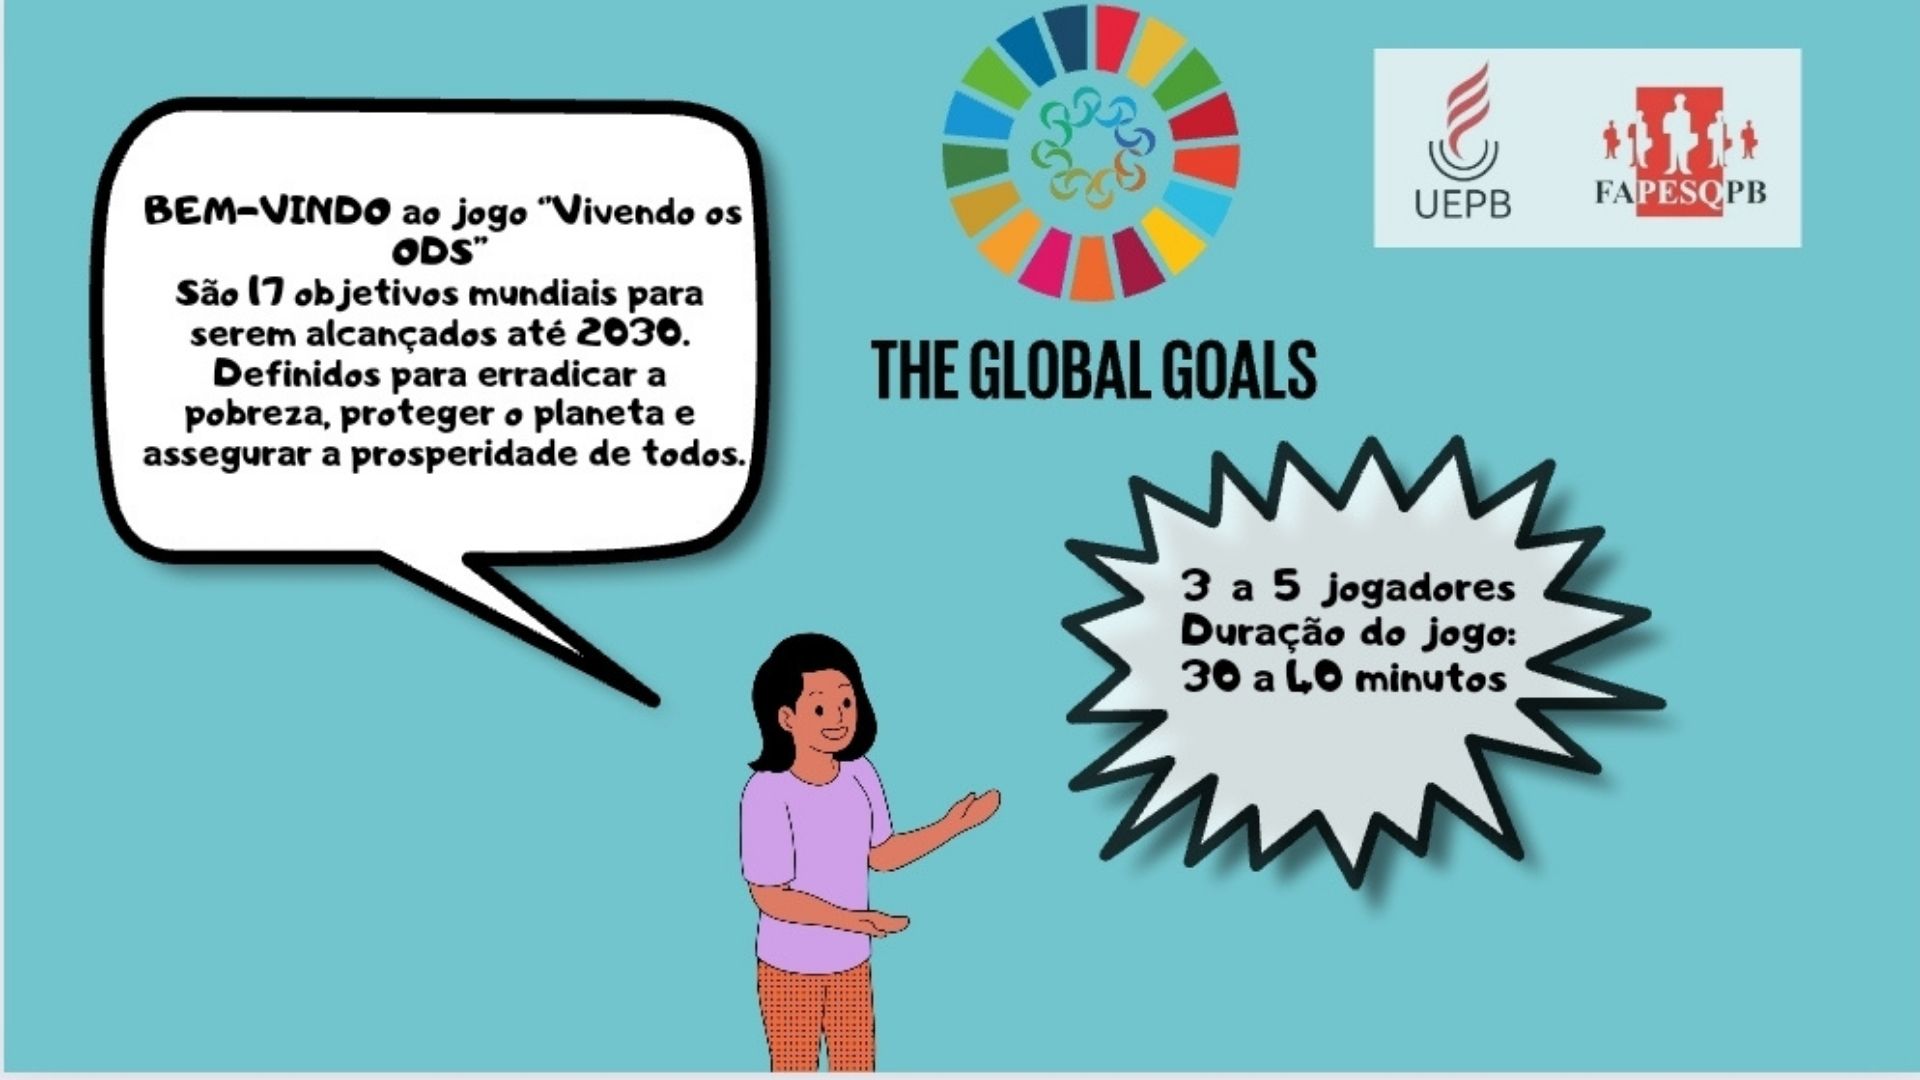 BEM-VINDO ao jogo "Vivendo os
ODS"
São 17 objetivos mundiais para
serem alcançados até 2030.
Definidos para erradicar a
pobreza, proteger o planeta e
assegurar a prosperidade de todos.
THE GLOBAL GOALS
UEPB
FAPESQPB
3 a 5 jogadores
Duração do jogo:
30 a 40 minutos